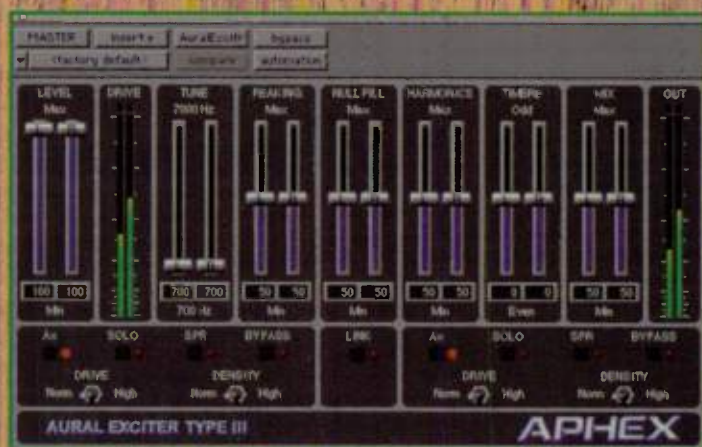 MASTER insert a AuralExcitr bypass
<factory default> compare automation
LEVEL DRIVE TUNE PEAKING NULL FILL HARMONICS TIMBRE MIX OUT
Max 7000 Hz Max Max Max Odd Max
100 100 700 700 50 50 50 50 50 50 0 0 50 50
Min 700 Hz Min Min Min Even Min
Ax SOLO SPR BYPASS LINK Ax SOLO SPR BYPASS
DRIVE DENSITY DRIVE DENSITY
Norm High Norm High Norm High Norm High
AURAL EXCITER TYPE III APHEX